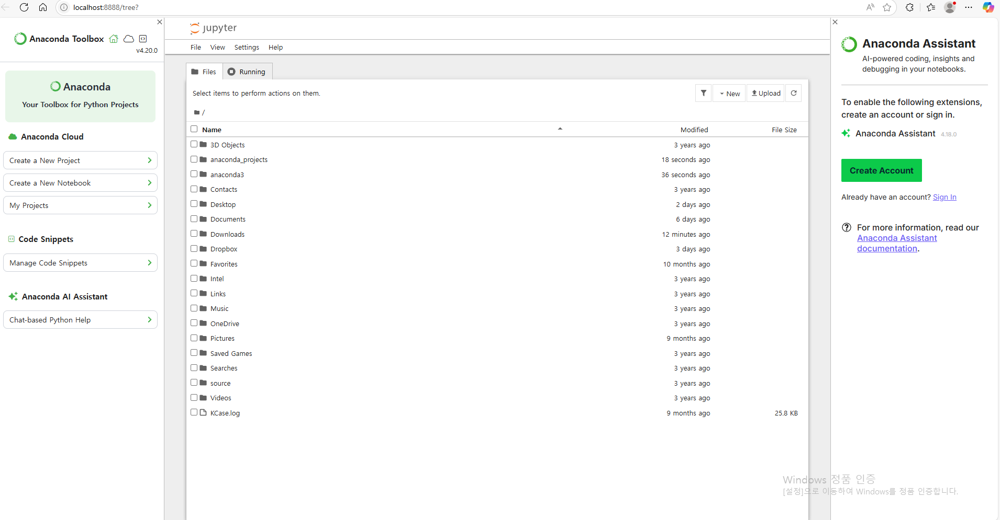 localhost:8888/tree?
Anaconda Toolbox
v4.20.0
Anaconda
Your Toolbox for Python Projects
Anaconda Cloud
Create a New Project
Create a New Notebook
My Projects
Code Snippets
Manage Code Snippets
Anaconda AI Assistant
Chat-based Python Help
jupyter
File View Settings Help
Files Running
Select items to perform actions on them.
New Upload
/
Name Modified File Size
3D Objects 3 years ago
anaconda_projects 18 seconds ago
anaconda3 36 seconds ago
Contacts 3 years ago
Desktop 2 days ago
Documents 6 days ago
Downloads 12 minutes ago
Dropbox 3 days ago
Favorites 10 months ago
Intel 3 years ago
Links 3 years ago
Music 3 years ago
OneDrive 3 years ago
Pictures 9 months ago
Saved Games 3 years ago
Searches 3 years ago
source 3 years ago
Videos 3 years ago
KCase.log 9 months ago 25.8 KB
Anaconda Assistant
AI-powered coding, insights and
debugging in your notebooks.
To enable the following extensions,
create an account or sign in.
Anaconda Assistant 4.18.0
Create Account
Already have an account? Sign In
For more information, read our
Anaconda Assistant
documentation.
Windows 정품 인증
[설정]으로 이동하여 Windows를 정품 인증합니다.